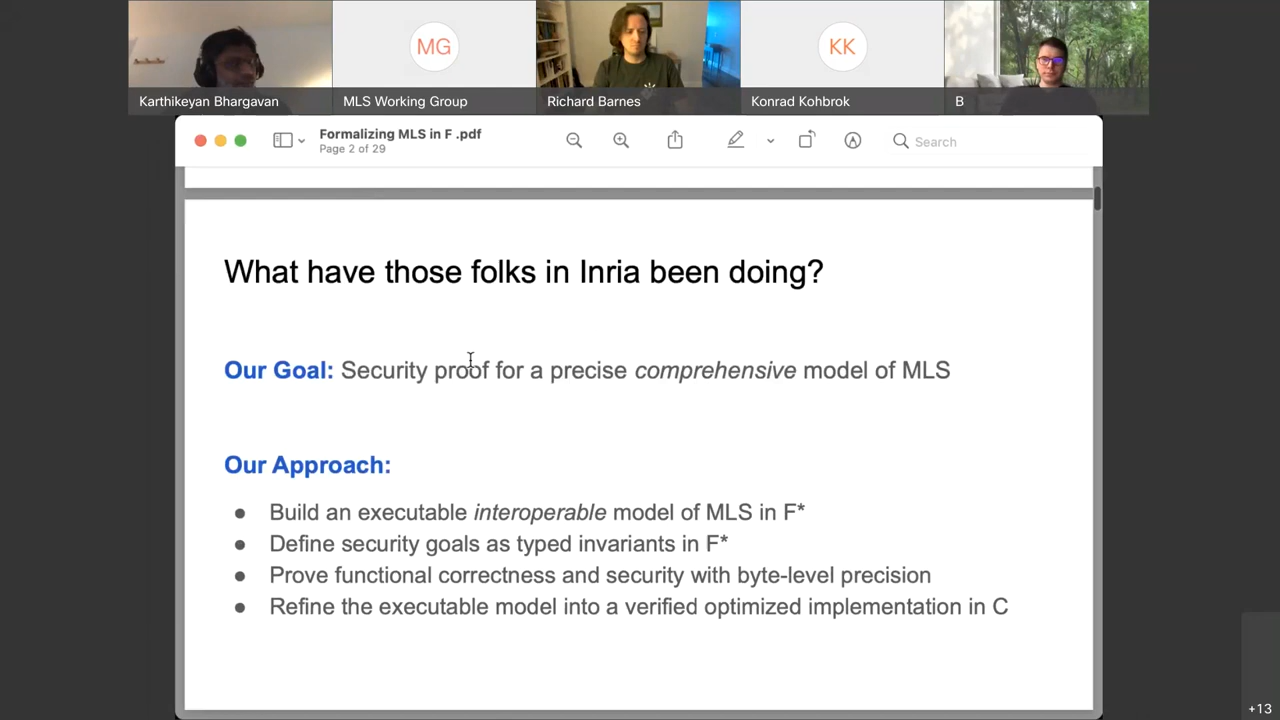 MG
KK
Karthikeyan Bhargavan
MLS Working Group
Richard Barnes
Konrad Kohbrok
B
Formalizing MLS in F .pdf
Page 2 of 29
Search
What have those folks in Inria been doing?
Our Goal: Security proof for a precise comprehensive model of MLS
Our Approach:
● Build an executable interoperable model of MLS in F*
● Define security goals as typed invariants in F*
● Prove functional correctness and security with byte-level precision
● Refine the executable model into a verified optimized implementation in C
+13